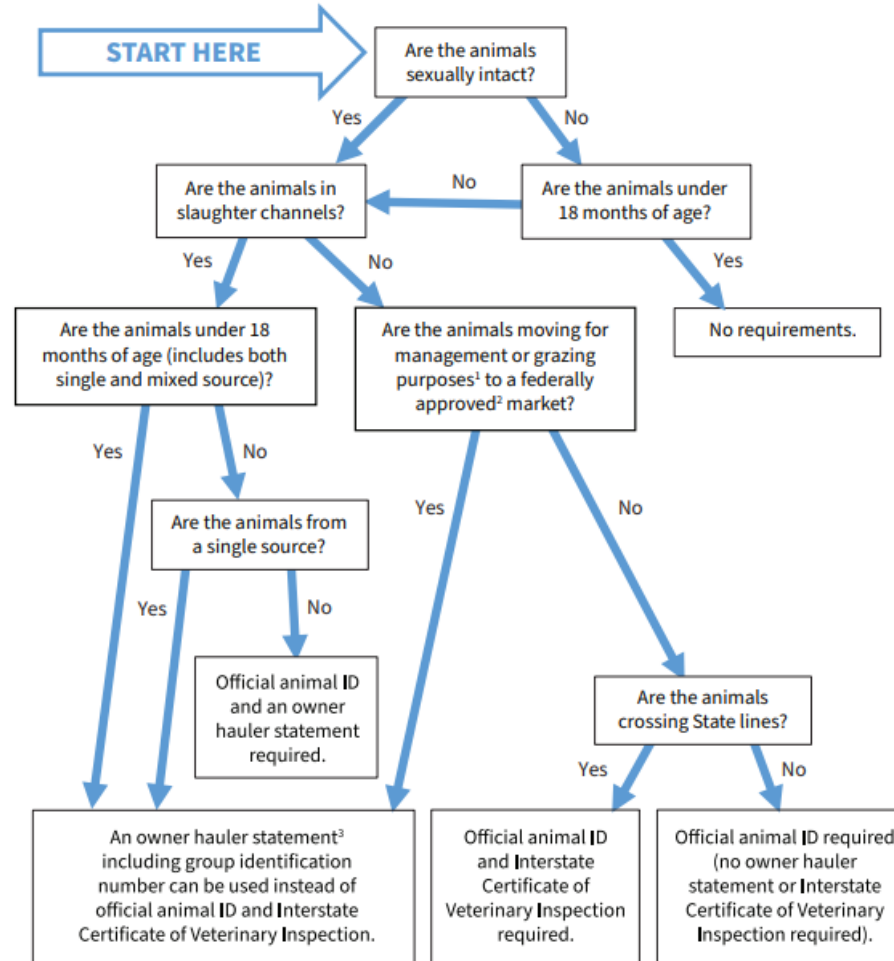 START HERE
Are the animals
sexually intact?
Yes
No
Are the animals in
slaughter channels?
No
Are the animals under
18 months of age?
Yes
No
Yes
Are the animals under 18
months of age (includes both
single and mixed source)?
Are the animals moving for
management or grazing
purposes¹ to a federally
approved² market?
No requirements.
Yes
No
Yes
No
Are the animals from
a single source?
Yes
No
Official animal ID
and an owner
hauler statement
required.
Are the animals
crossing State lines?
Yes
No
An owner hauler statement³
including group identification
number can be used instead of
official animal ID and Interstate
Certificate of Veterinary Inspection.
Official animal ID
and Interstate
Certificate of
Veterinary Inspection
required.
Official animal ID required
(no owner hauler
statement or Interstate
Certificate of Veterinary
Inspection required).